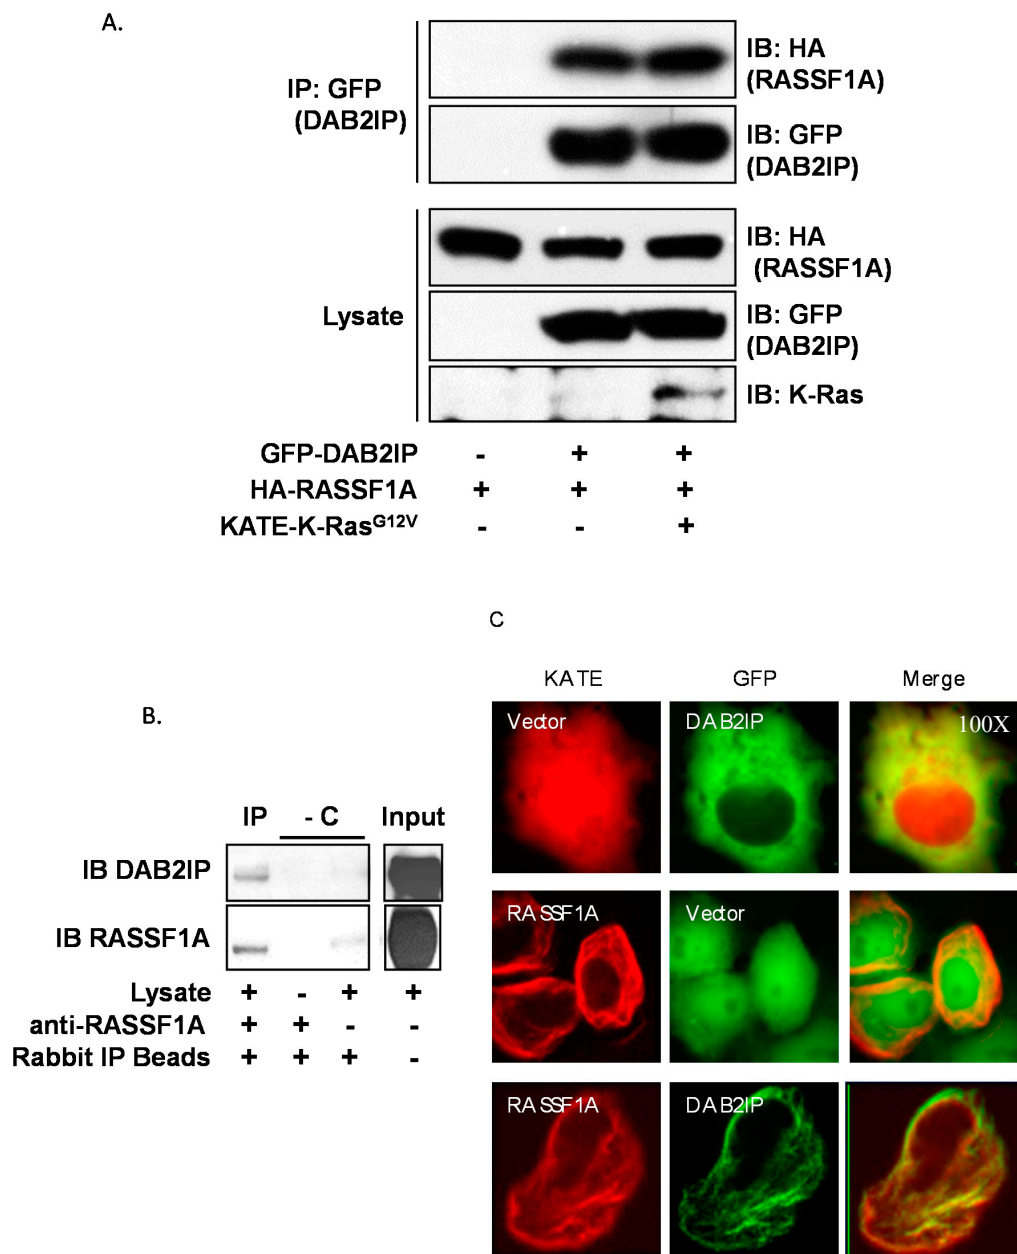 A.
IP: GFP
(DAB2IP)
IB: HA
(RASSF1A)
IB: GFP
(DAB2IP)
Lysate
IB: HA
(RASSF1A)
IB: GFP
(DAB2IP)
IB: K-Ras
GFP-DAB2IP - + +
HA-RASSF1A + + +
KATE-K-Ras^G12V - - +
B.
IP - C Input
IB DAB2IP
IB RASSF1A
Lysate + - + +
anti-RASSF1A + + - -
Rabbit IP Beads + + + -
C
KATE GFP Merge
Vector DAB2IP 100X
RASSF1A Vector
RASSF1A DAB2IP